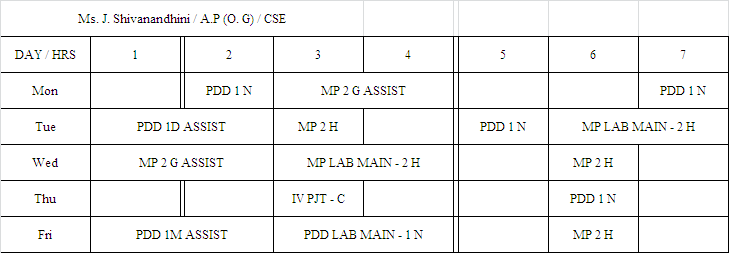 Ms. J. Shivanandhini / A.P (O. G) / CSE
DAY / HRS 1 2 3 4 5 6 7
Mon PDD 1 N MP 2 G ASSIST PDD 1 N
Tue PDD 1D ASSIST MP 2 H PDD 1 N MP LAB MAIN - 2 H
Wed MP 2 G ASSIST MP LAB MAIN - 2 H MP 2 H
Thu IV PJT - C PDD 1 N
Fri PDD 1M ASSIST PDD LAB MAIN - 1 N MP 2 H